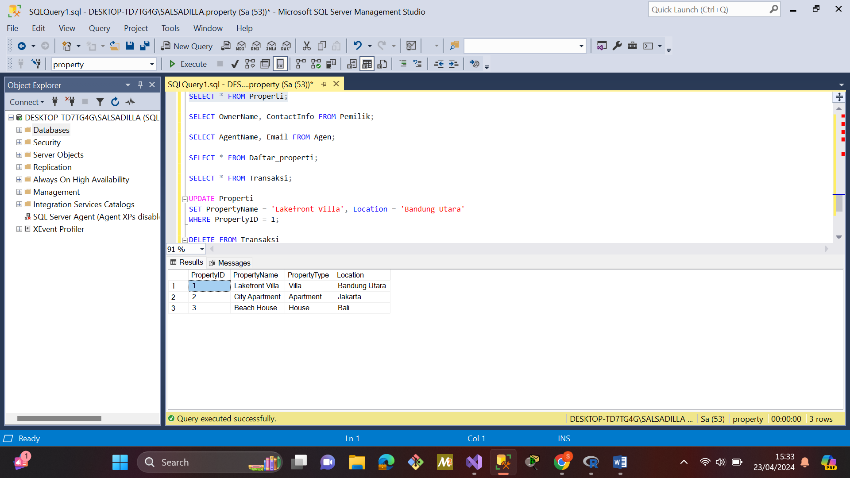 SQLQuery1.sql - DESKTOP-TD7TG4G\SALSADILLA.property (Sa (53))* - Microsoft SQL Server Management Studio
Quick Launch (Ctrl+Q)
File Edit View Query Project Tools Window Help
New Query
property
Execute
Object Explorer
Connect
DESKTOP-TD7TG4G\SALSADILLA (SQL
Databases
Security
Server Objects
Replication
Always On High Availability
Management
Integration Services Catalogs
SQL Server Agent (Agent XPs disabl
XEvent Profiler
SQLQuery1.sql - DES....property (Sa (53))*
SELECT * FROM Properti;
SELECT OwnerName, ContactInfo FROM Pemilik;
SELECT AgentName, Email FROM Agen;
SELECT * FROM Daftar_properti;
SELECT * FROM Transaksi;
UPDATE Properti
SET PropertyName = 'Lakefront Villa', Location = 'Bandung Utara'
WHERE PropertyID = 1;
DELETE FROM Transaksi
91 %
Results Messages
PropertyID PropertyName PropertyType Location
1 1 Lakefront Villa Villa Bandung Utara
2 2 City Apartment Apartment Jakarta
3 3 Beach House House Bali
Query executed successfully.
DESKTOP-TD7TG4G\SALSADILLA ... Sa (53) property 00:00:00 3 rows
Ready
Ln 1
Col 1
INS
1
Search
15:33
23/04/2024